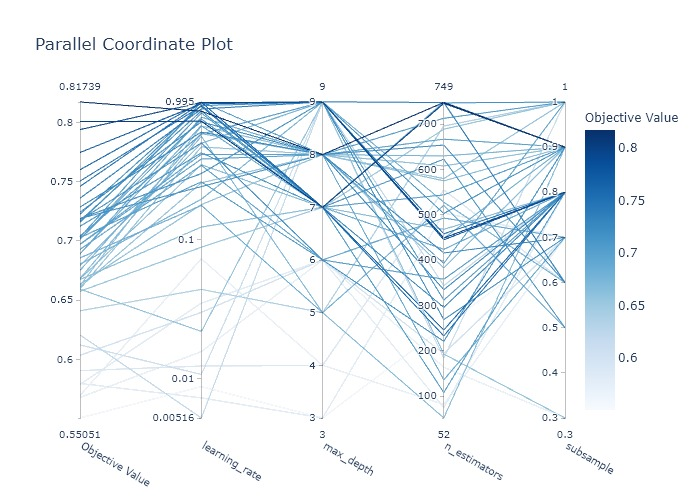 Parallel Coordinate Plot
0.81739 9 749 1
0.995 9 1
0.8 700 0.9
8 600 0.8
0.75 7 500 0.7
0.7 0.1 6 400 0.6
0.65 5 300 0.5
0.6 0.01 4 200 0.4
0.00516 3 100 0.3
0.55051 3 52 0.3
Objective Value
learning_rate
max_depth
n_estimators
subsample
Objective Value
0.8
0.75
0.7
0.65
0.6